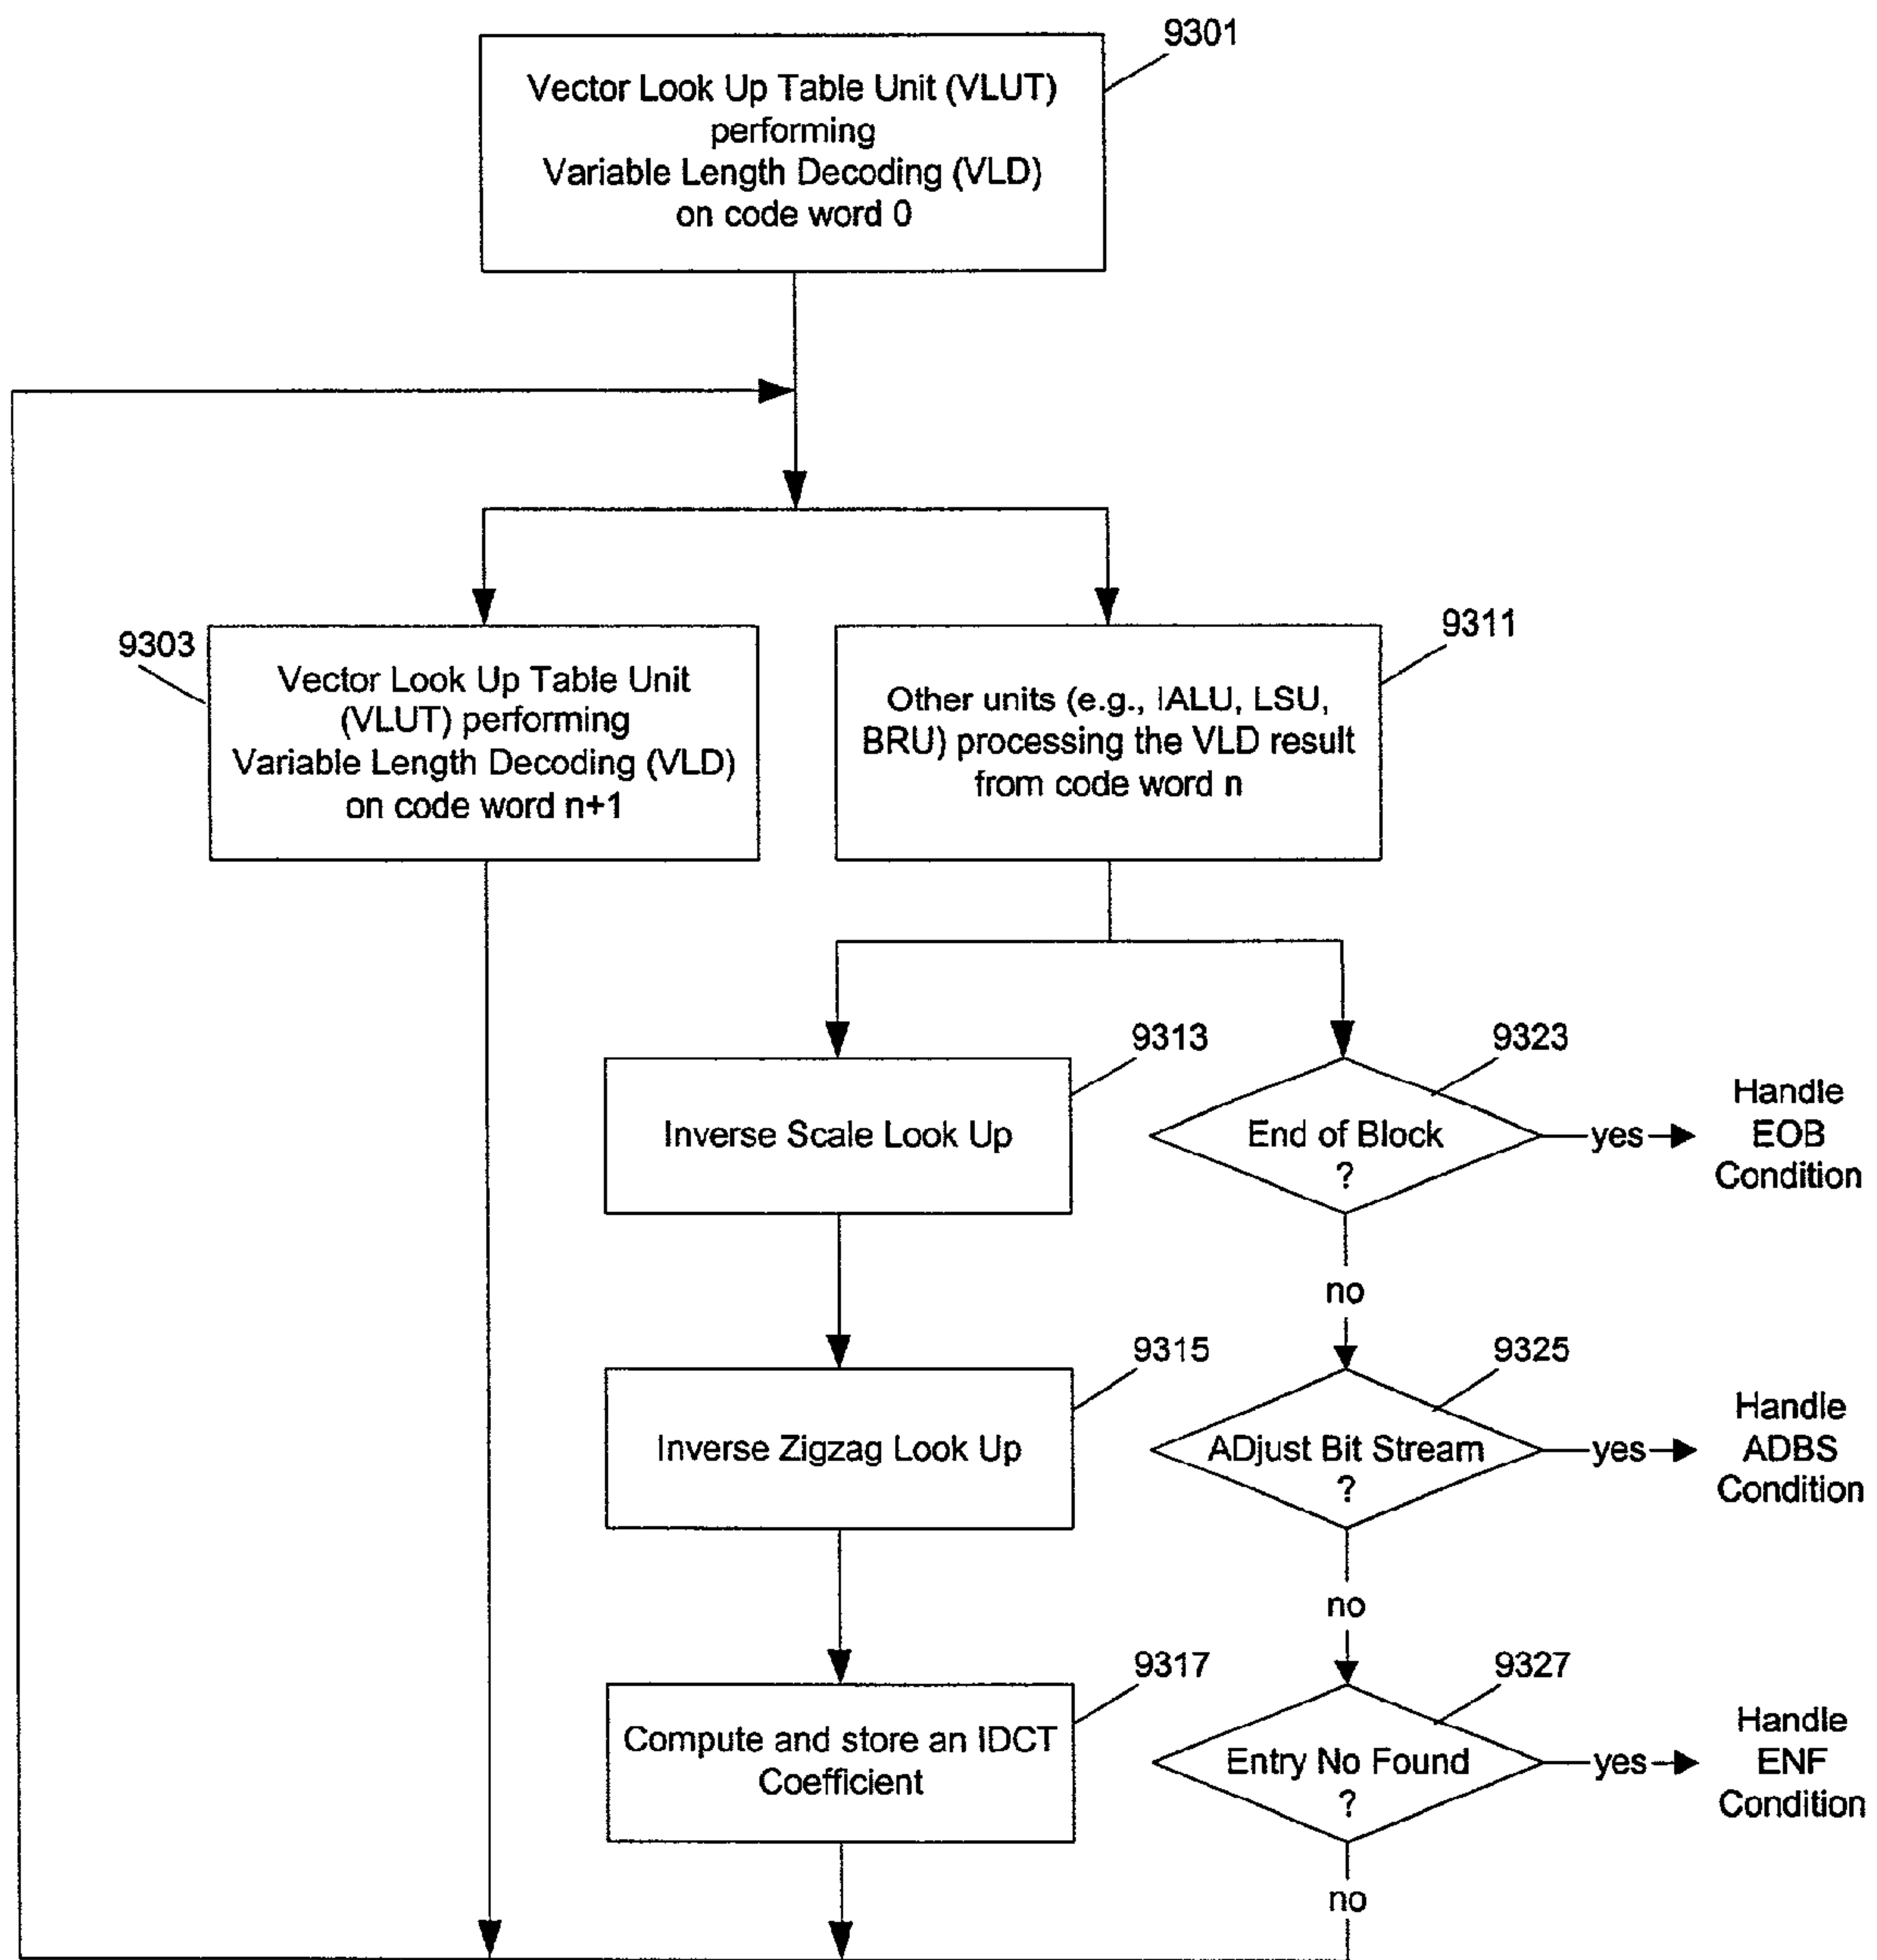 9301
Vector Look Up Table Unit (VLUT)
performing
Variable Length Decoding (VLD)
on code word 0
9303
Vector Look Up Table Unit
(VLUT) performing
Variable Length Decoding (VLD)
on code word n+1
9311
Other units (e.g., IALU, LSU,
BRU) processing the VLD result
from code word n
9313
Inverse Scale Look Up
9323
End of Block
?
yes
Handle
EOB
Condition
no
9315
Inverse Zigzag Look Up
9325
ADjust Bit Stream
?
yes
Handle
ADBS
Condition
no
9317
Compute and store an IDCT
Coefficient
9327
Entry No Found
?
yes
Handle
ENF
Condition
no